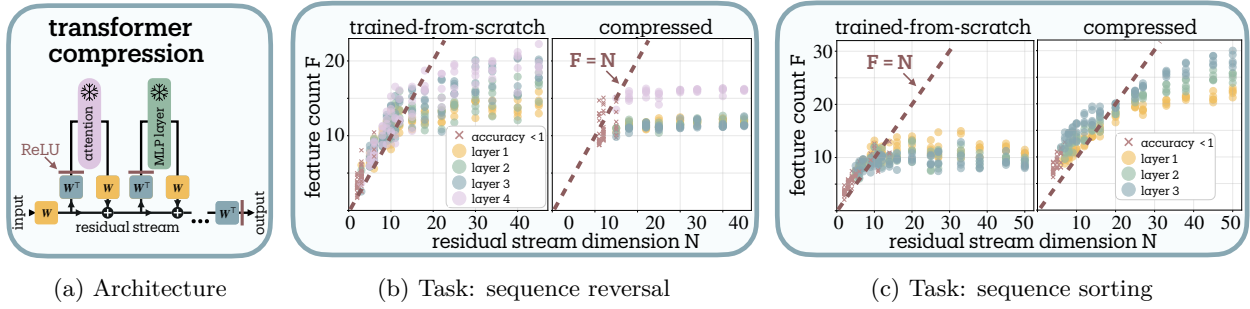 transformer
compression
attention
MLP layer
ReLU
W^T
W
W^T
W
W
W^T
input
residual stream
output
(a) Architecture
trained-from-scratch
compressed
feature count F
20
10
F = N
× accuracy <1
layer 1
layer 2
layer 3
layer 4
0 10 20 30 40
0 10 20 30 40
residual stream dimension N
(b) Task: sequence reversal
trained-from-scratch
compressed
feature count F
30
25
20
15
10
F = N
× accuracy <1
layer 1
layer 2
layer 3
0 10 20 30 40 50
10 20 30 40 50
residual stream dimension N
(c) Task: sequence sorting